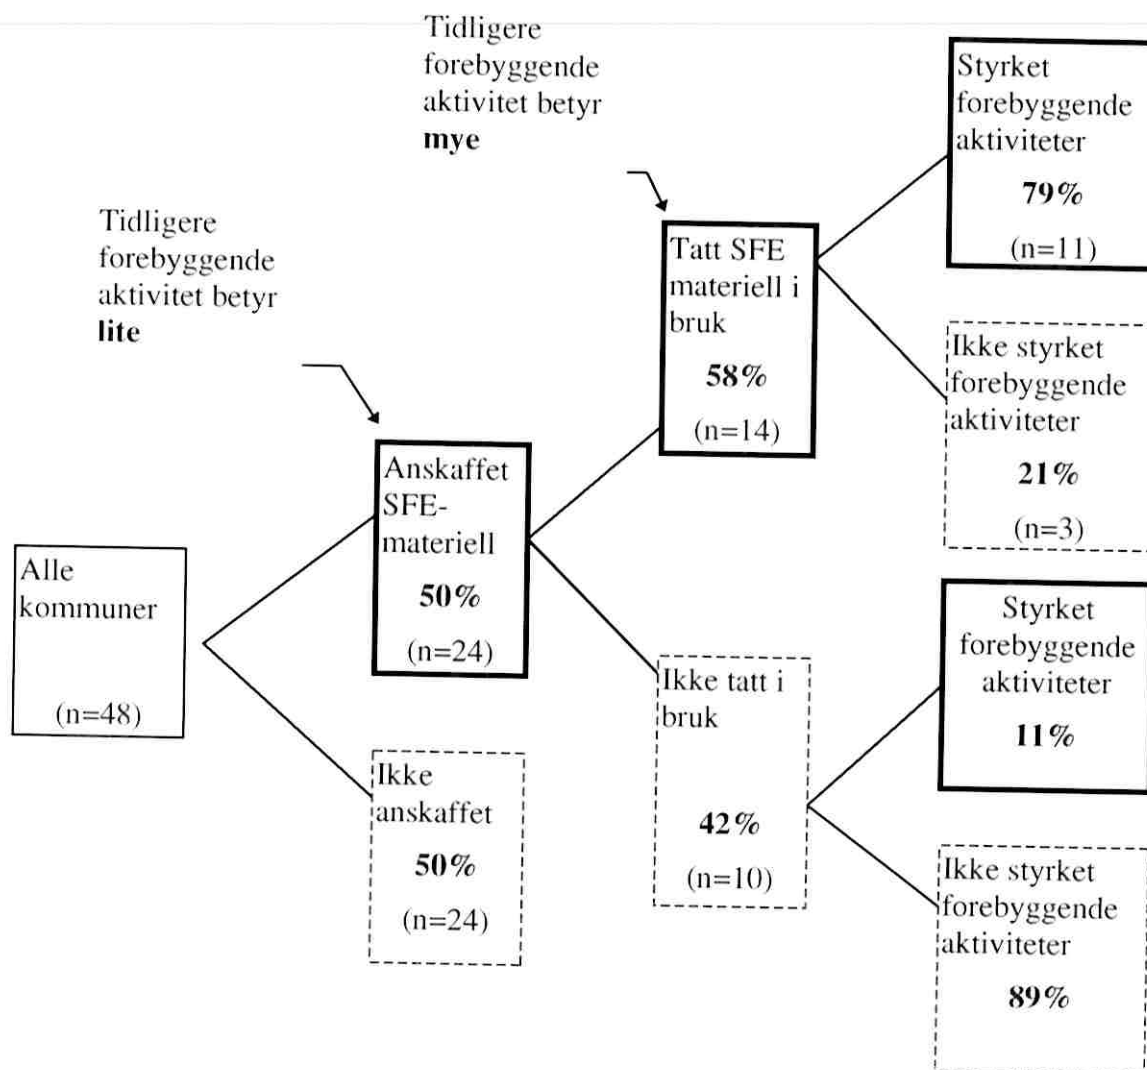 Tidligere
forebyggende
aktivitet betyr
mye
Tidligere
forebyggende
aktivitet betyr
lite
Alle
kommuner
(n=48)
Anskaffet
SFE-
materiell
50%
(n=24)
Ikke
anskaffet
50%
(n=24)
Tatt SFE
materiell i
bruk
58%
(n=14)
Ikke tatt i
bruk
42%
(n=10)
Styrket
forebyggende
aktiviteter
79%
(n=11)
Ikke styrket
forebyggende
aktiviteter
21%
(n=3)
Styrket
forebyggende
aktiviteter
11%
Ikke styrket
forebyggende
aktiviteter
89%